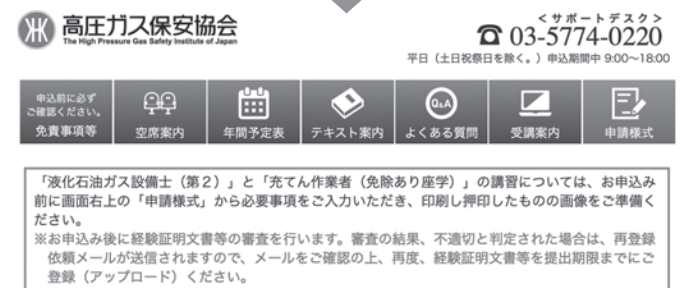 高圧ガス保安協会
The High Pressure Gas Safety Institute of Japan
<サポートデスク>
☎ 03-5774-0220
平日(土日祝祭日を除く。)申込期間中 9:00~18:00
申込前に必ず
ご確認ください。
免責事項等
空席案内
年間予定表
テキスト案内
Q&A
よくある質問
受講案内
申請様式
「液化石油ガス設備士(第2)」と「充てん作業者(免除あり座学)」の講習については、お申込み
前に画面右上の「申請様式」から必要事項をご入力いただき、印刷し押印したものの画像をご準備く
ださい。
※お申込み後に経験証明文書等の審査を行います。審査の結果、不適切と判定された場合は、再登録
依頼メールが送信されますので、メールをご確認の上、再度、経験証明文書等を提出期限までにご
登録(アップロード)ください。